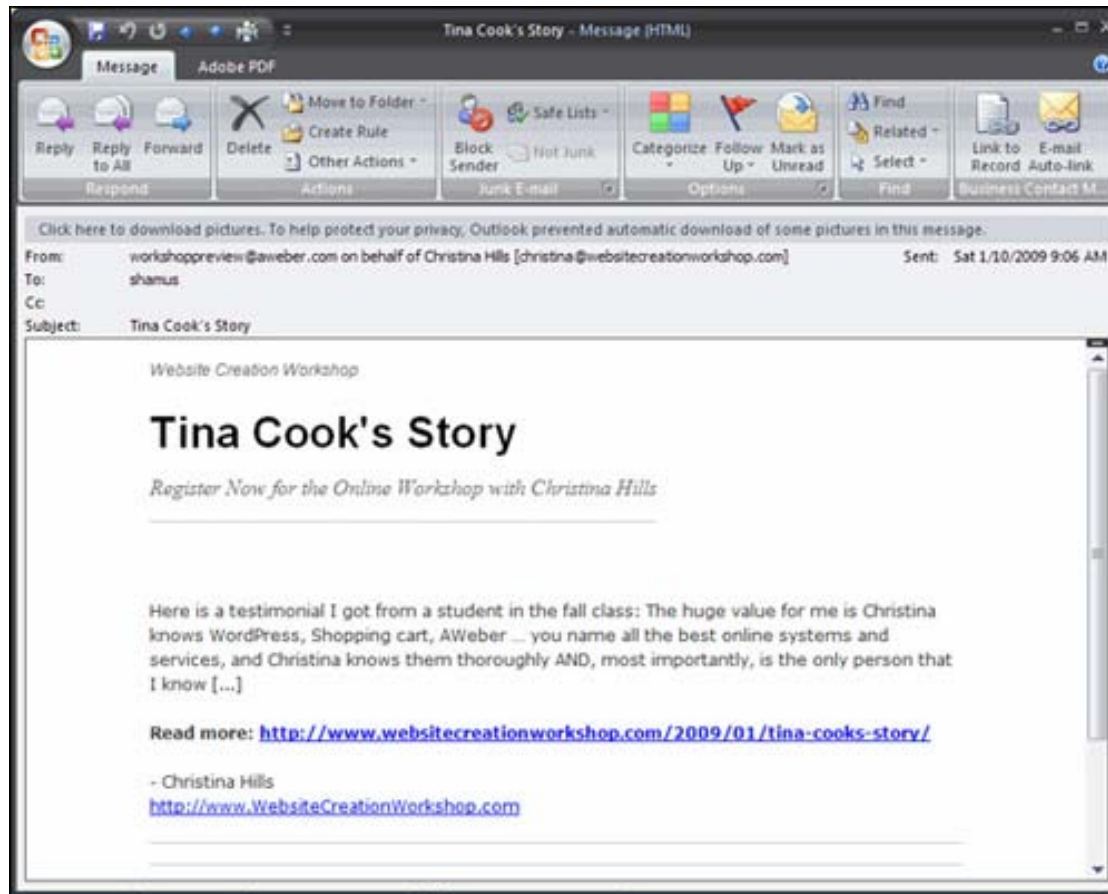 Tina Cook's Story - Message (HTML)
Message Adobe PDF
Reply Reply to All Forward Delete Move to Folder Create Rule Other Actions Block Sender Safe Lists Not Junk Categorize Follow Up Mark as Unread Find Related Select Link to Record E-mail Auto-link
Respond Actions Junk E-mail Options Find Business Contact M...
Click here to download pictures. To help protect your privacy, Outlook prevented automatic download of some pictures in this message.
From: workshoppreview@aweber.com on behalf of Christina Hills [christina@websitecreationworkshop.com] Sent: Sat 1/10/2009 9:06 AM
To: shamus
Cc:
Subject: Tina Cook's Story
Website Creation Workshop
Tina Cook's Story
Register Now for the Online Workshop with Christina Hills
Here is a testimonial I got from a student in the fall class: The huge value for me is Christina
knows WordPress, Shopping cart, AWeber ... you name all the best online systems and
services, and Christina knows them thoroughly AND, most importantly, is the only person that
I know [...]
Read more: http://www.websitecreationworkshop.com/2009/01/tina-cooks-story/
- Christina Hills
http://www.WebsiteCreationWorkshop.com